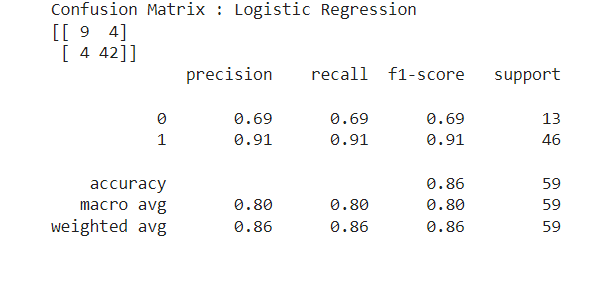 Confusion Matrix : Logistic Regression
[[ 9  4]
 [ 4 42]]
              precision    recall  f1-score   support

           0       0.69      0.69      0.69        13
           1       0.91      0.91      0.91        46

    accuracy                           0.86        59
   macro avg       0.80      0.80      0.80        59
weighted avg       0.86      0.86      0.86        59